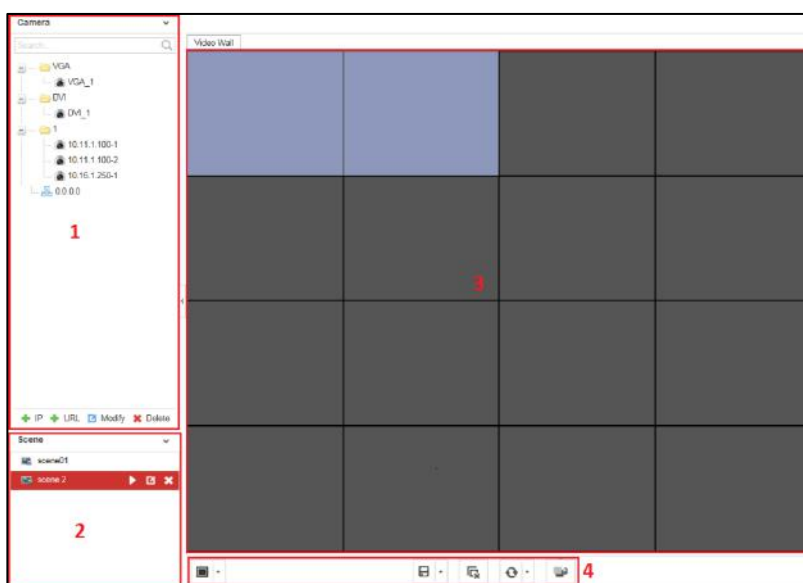 Camera
Search...
Video Wall
VGA
VGA_1
DVI
DVI_1
1
10.11.1.100-1
10.11.1.100-2
10.16.1.250-1
0.0.0.0
1
3
IP URL Modify Delete
Scene
scene01
scene 2
2
4